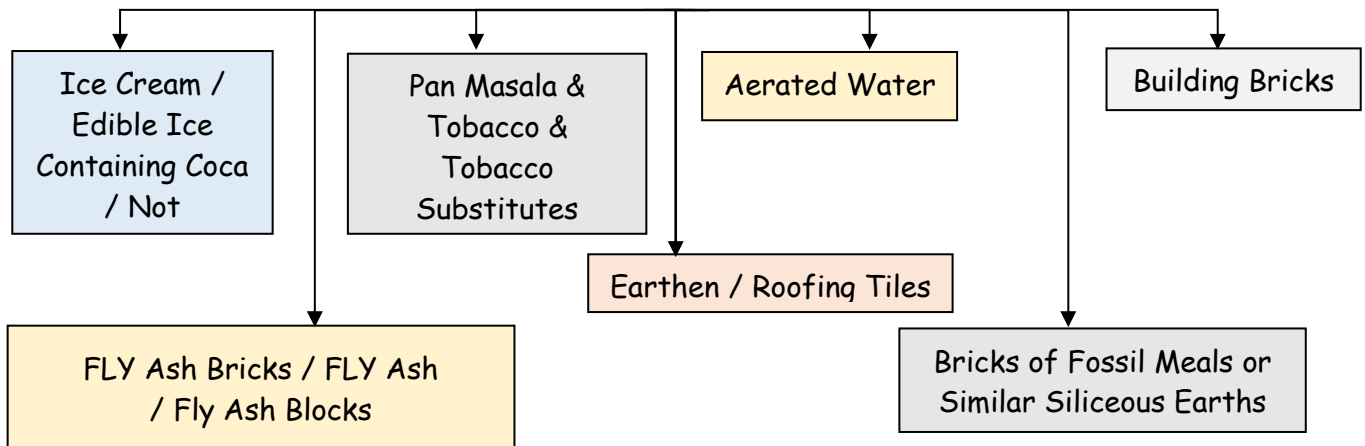 Ice Cream /
Edible Ice
Containing Coca
/ Not
Pan Masala &
Tobacco &
Tobacco
Substitutes
Aerated Water
Building Bricks
Earthen / Roofing Tiles
FLY Ash Bricks / FLY Ash
/ Fly Ash Blocks
Bricks of Fossil Meals or
Similar Siliceous Earths